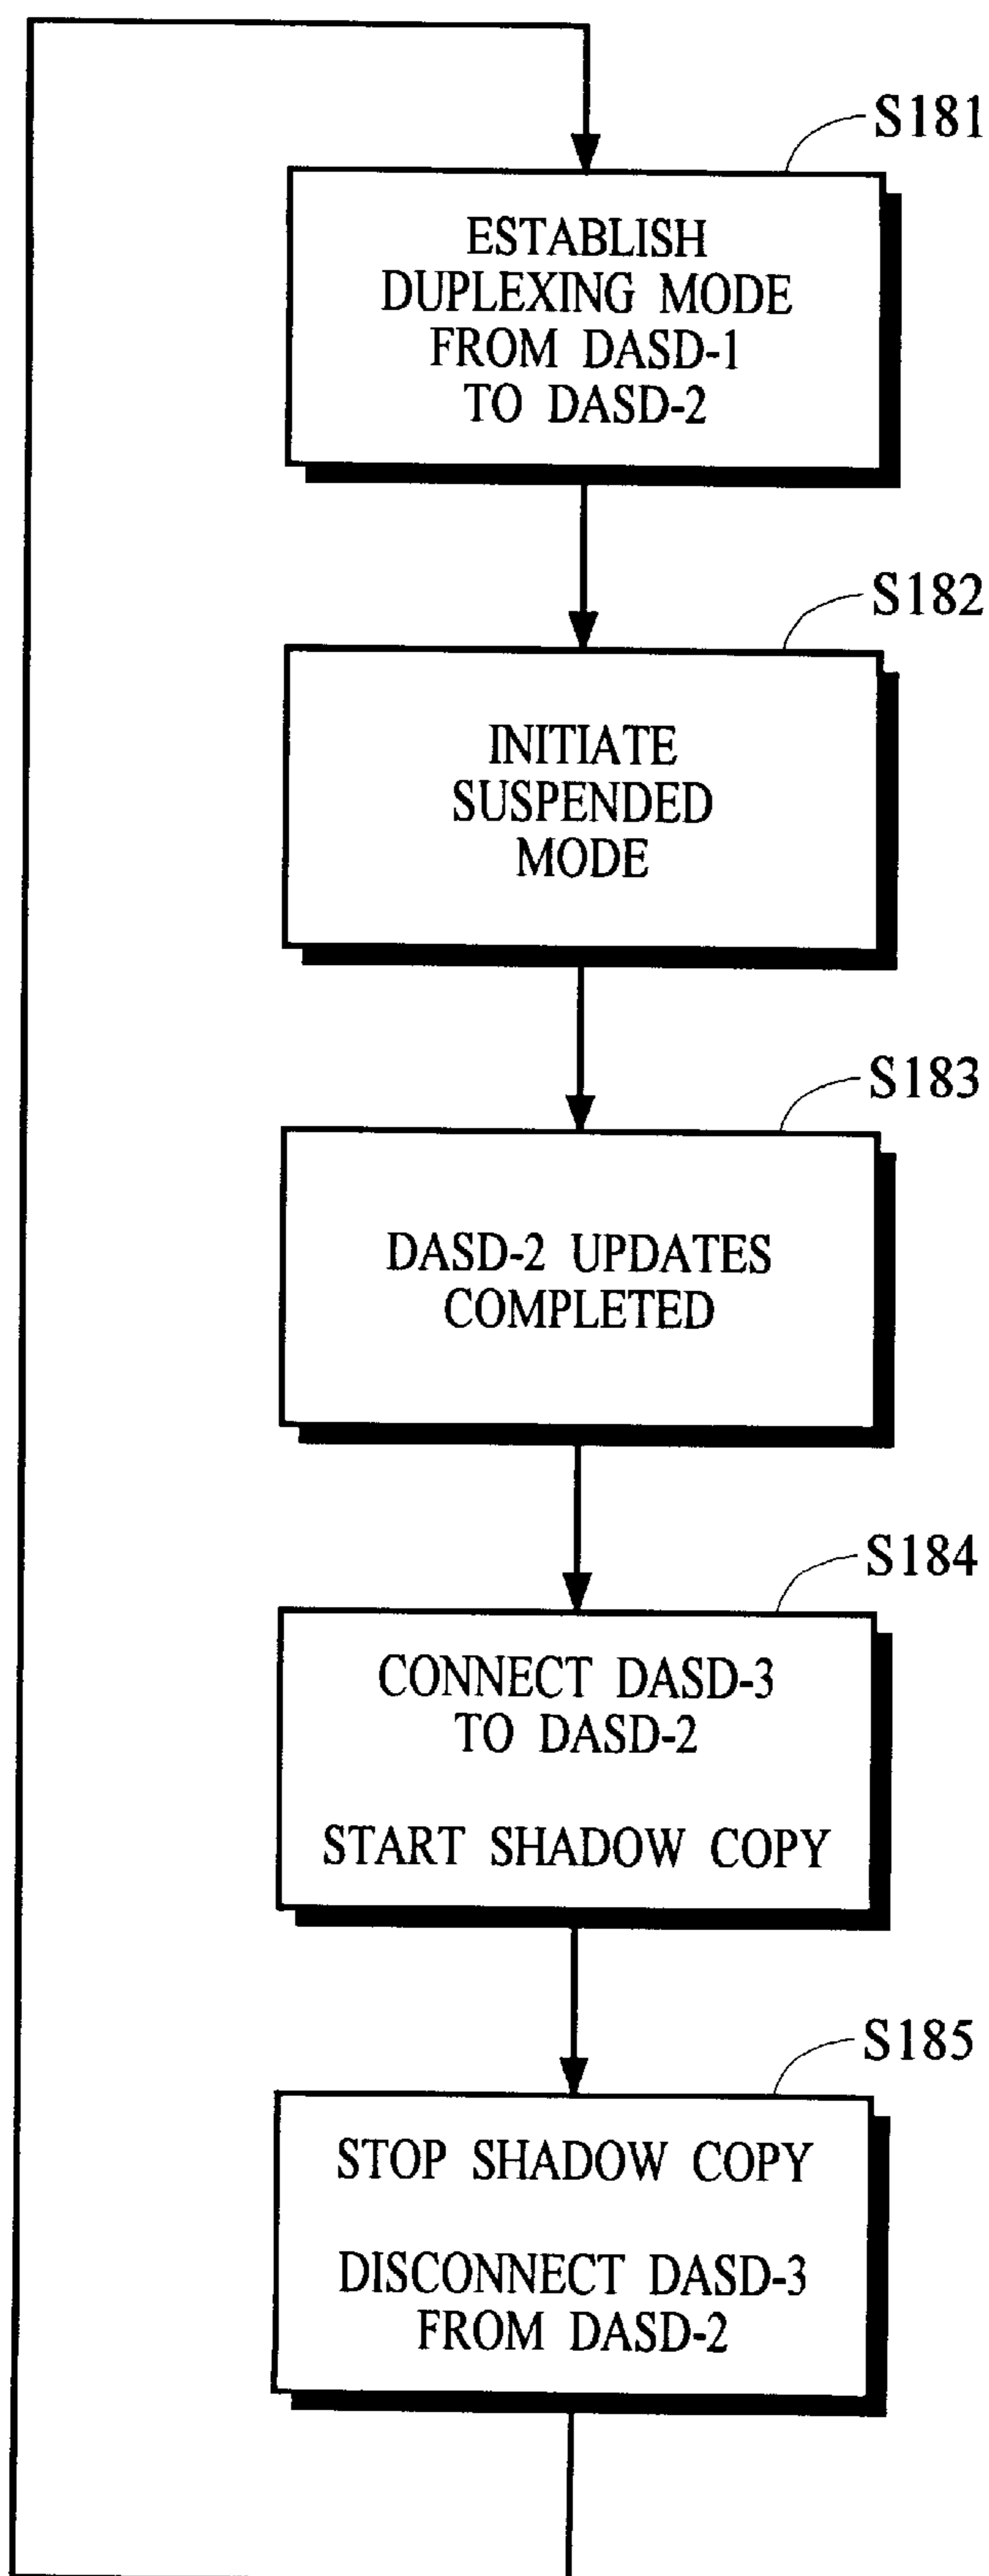 S181
ESTABLISH
DUPLEXING MODE
FROM DASD-1
TO DASD-2
S182
INITIATE
SUSPENDED
MODE
S183
DASD-2 UPDATES
COMPLETED
S184
CONNECT DASD-3
TO DASD-2
START SHADOW COPY
S185
STOP SHADOW COPY
DISCONNECT DASD-3
FROM DASD-2